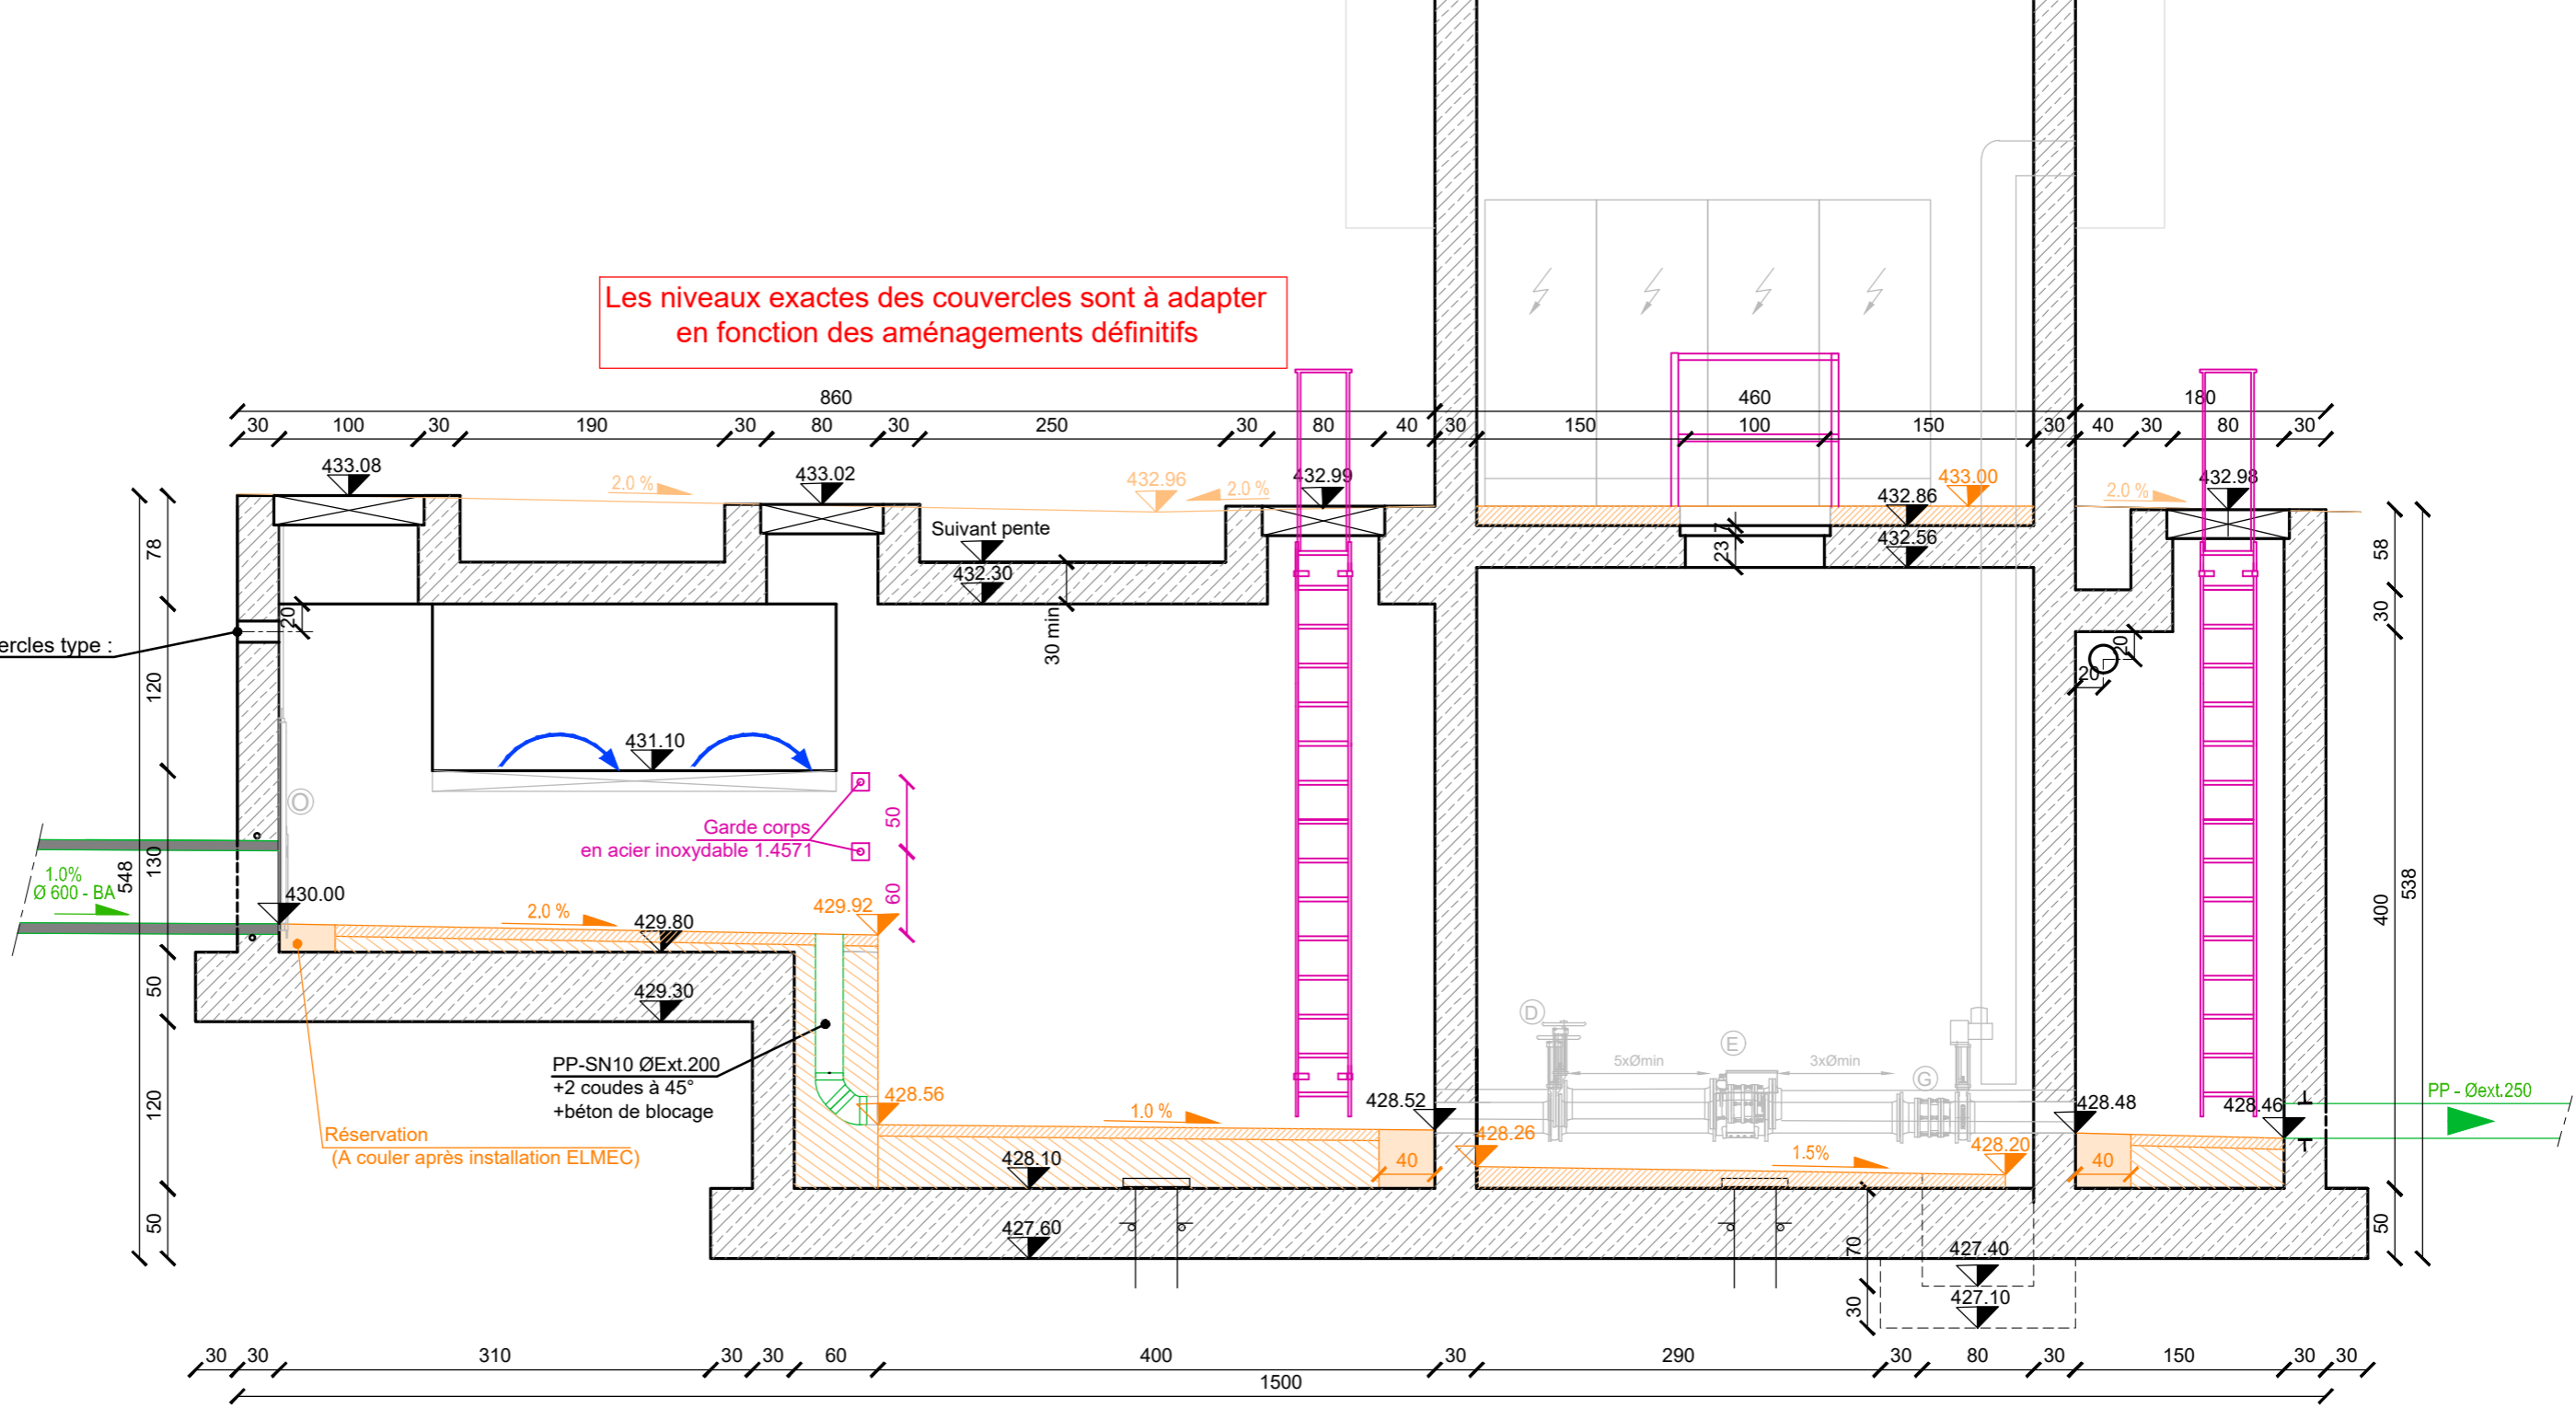 Les niveaux exactes des couvercles sont à adapter
en fonction des aménagements définitifs
860
460
180
30 100 30 190 30 80 30 250 30 80 40 30 150 100 150 30 40 30 80 30
433.08
2.0 %
433.02
432.96
2.0 %
432.99
432.86
433.00
2.0 %
432.98
Suivant pente
432.30
30 min
23 7
432.56
78
58
30
20
ercles type :
20
20
120
431.10
O
Garde corps
en acier inoxydable 1.4571
50
60
548
130
400
538
1.0%
Ø 600 - BA
430.00
2.0 %
429.80
429.92
50
429.30
PP-SN10 ØExt.200
+2 coudes à 45°
+béton de blocage
D
5xØmin
E
3xØmin
G
428.56
1.0 %
428.52
428.48
428.46
PP - Øext.250
120
Réservation
(A couler après installation ELMEC)
428.10
40
428.26
1.5%
428.20
40
50
427.60
70
427.40
50
30
427.10
30 30 310 30 30 60 400 30 290 30 80 30 150 30 30
1500